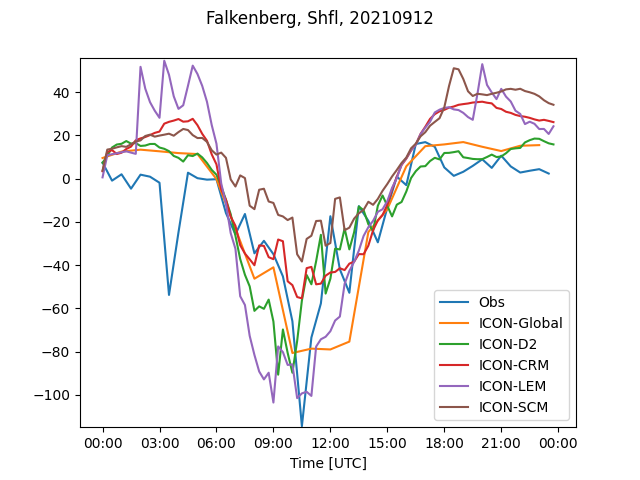 Falkenberg, Shfl, 20210912
40
20
0
−20
−40
−60
−80
−100
Obs
ICON-Global
ICON-D2
ICON-CRM
ICON-LEM
ICON-SCM
00:00 03:00 06:00 09:00 12:00 15:00 18:00 21:00 00:00
Time [UTC]